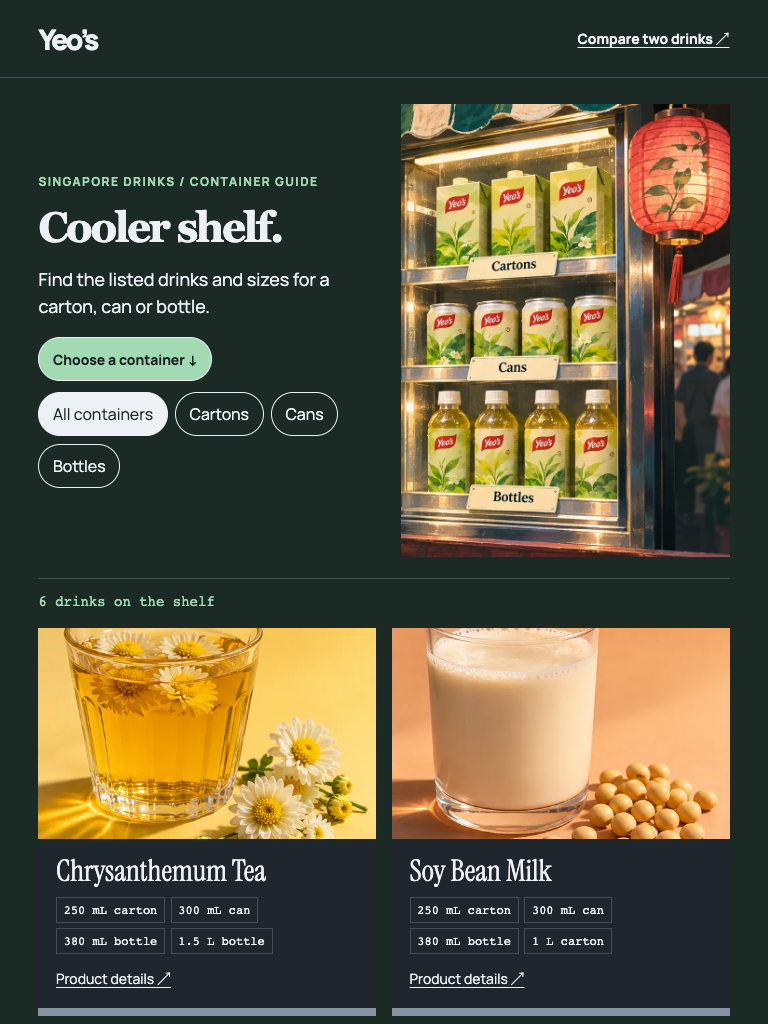 Yeo's
Compare two drinks ↗
SINGAPORE DRINKS / CONTAINER GUIDE
Cooler shelf.
Find the listed drinks and sizes for a
carton, can or bottle.
Choose a container ↓
All containers
Cartons
Cans
Bottles
Yeo's
Yeo's
Yeo's
Cartons
Yeo's
Yeo's
Yeo's
Yeo's
Cans
Yeo's
Yeo's
Yeo's
Yeo's
Bottles
6 drinks on the shelf
Chrysanthemum Tea
250 mL carton
300 mL can
380 mL bottle
1.5 L bottle
Product details ↗
Soy Bean Milk
250 mL carton
300 mL can
380 mL bottle
1 L carton
Product details ↗